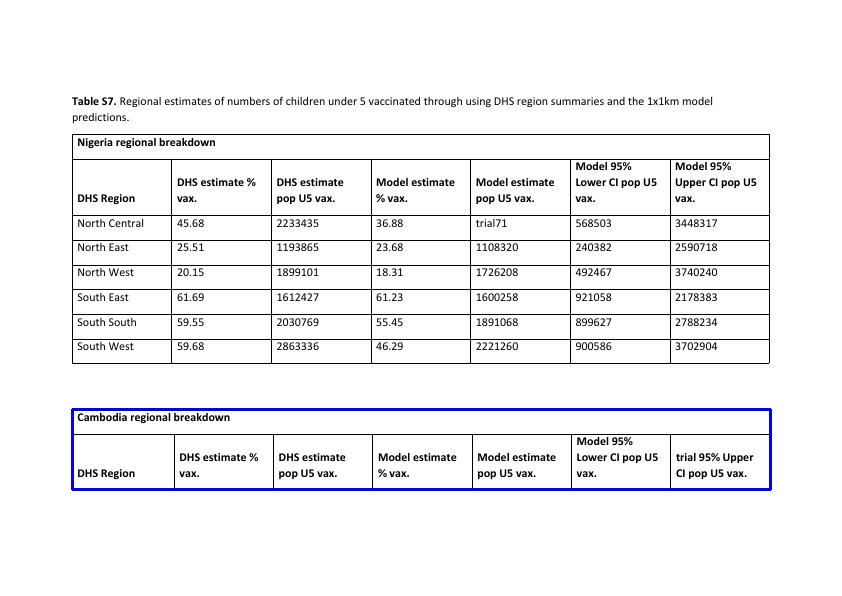 Table S7. Regional estimates of numbers of children under 5 vaccinated through using DHS region summaries and the 1x1km model
predictions.
Nigeria regional breakdown
DHS Region DHS estimate % vax. DHS estimate pop U5 vax. Model estimate % vax. Model estimate pop U5 vax. Model 95% Lower CI pop U5 vax. Model 95% Upper CI pop U5 vax.
North Central 45.68 2233435 36.88 trial71 568503 3448317
North East 25.51 1193865 23.68 1108320 240382 2590718
North West 20.15 1899101 18.31 1726208 492467 3740240
South East 61.69 1612427 61.23 1600258 921058 2178383
South South 59.55 2030769 55.45 1891068 899627 2788234
South West 59.68 2863336 46.29 2221260 900586 3702904
Cambodia regional breakdown
DHS Region DHS estimate % vax. DHS estimate pop U5 vax. Model estimate % vax. Model estimate pop U5 vax. Model 95% Lower CI pop U5 vax. trial 95% Upper CI pop U5 vax.